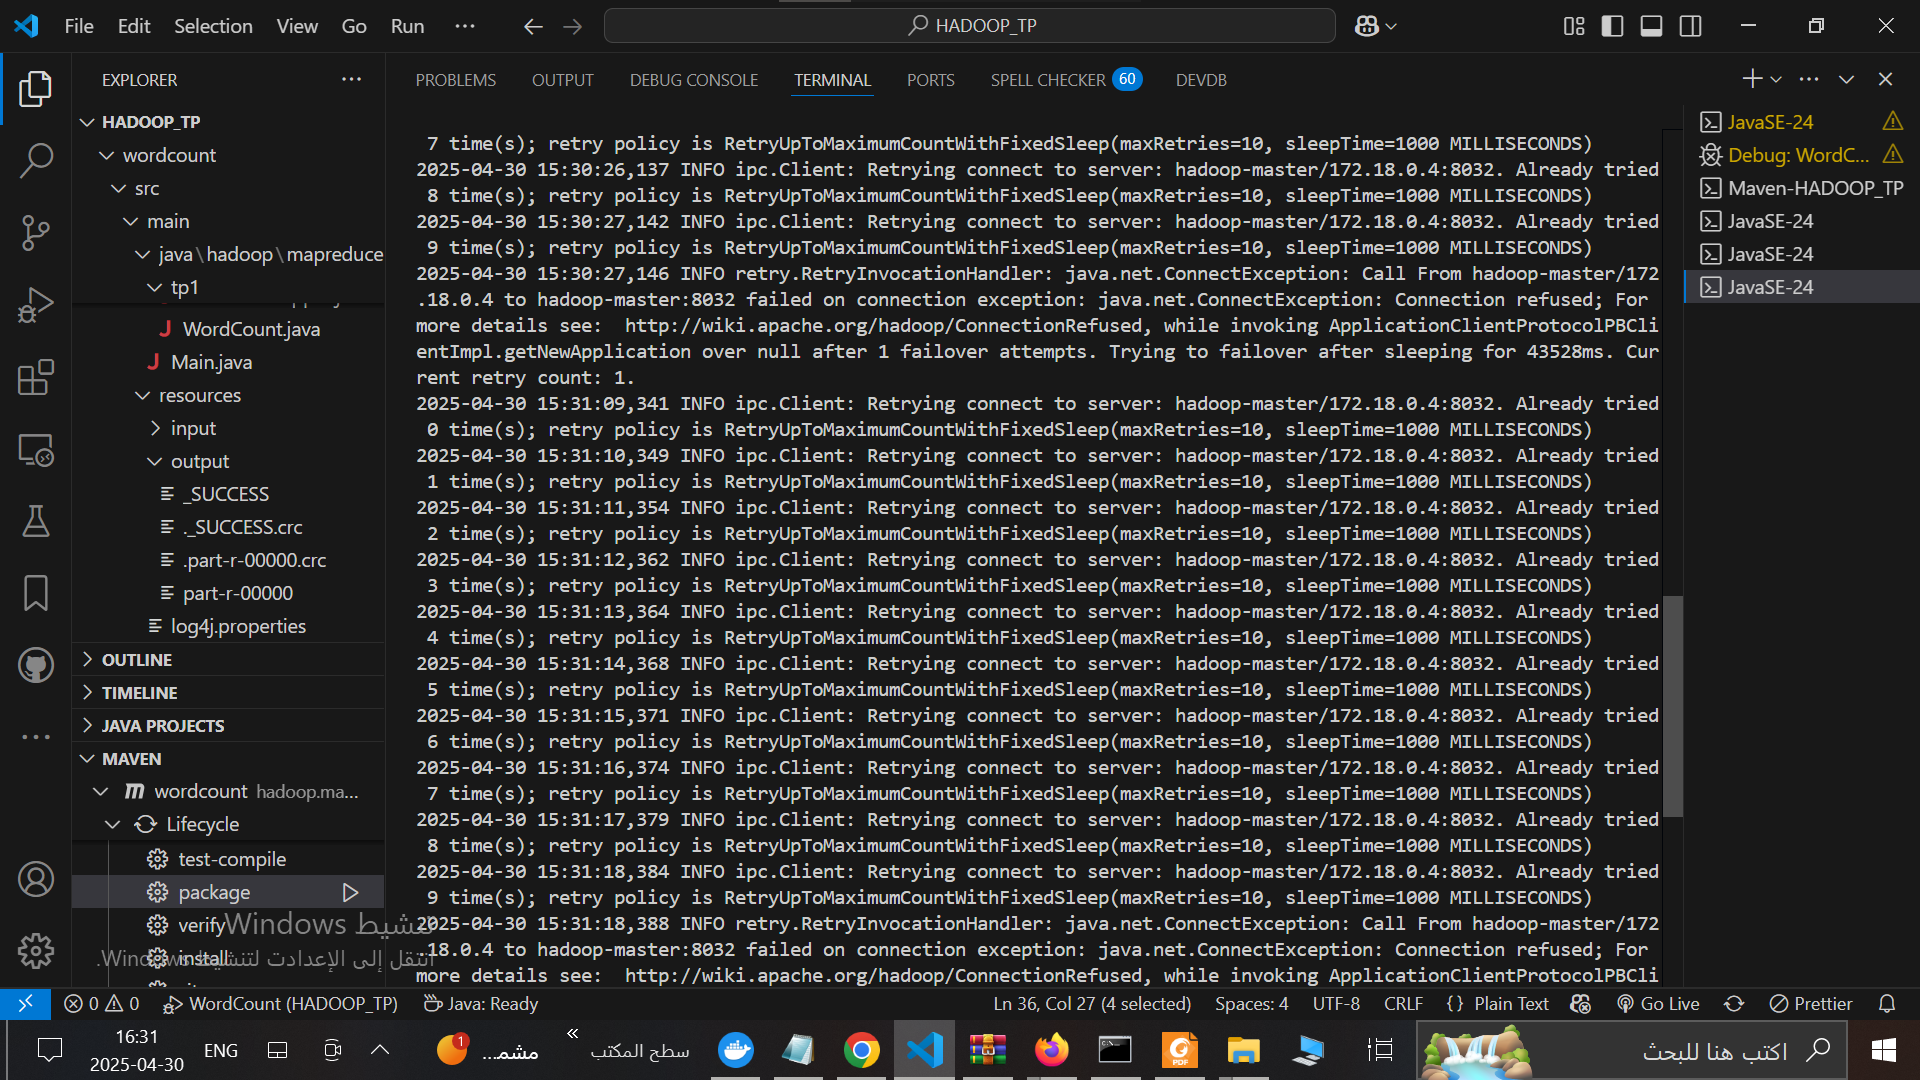 File Edit Selection View Go Run ··· HADOOP_TP
EXPLORER
HADOOP_TP
wordcount
src
main
java\hadoop\mapreduce
tp1
WordCount.java
Main.java
resources
input
output
_SUCCESS
._SUCCESS.crc
.part-r-00000.crc
part-r-00000
log4j.properties
OUTLINE
TIMELINE
JAVA PROJECTS
MAVEN
wordcount hadoop.ma...
Lifecycle
test-compile
package
verify
install
PROBLEMS OUTPUT DEBUG CONSOLE TERMINAL PORTS SPELL CHECKER 60 DEVDB
7 time(s); retry policy is RetryUpToMaximumCountWithFixedSleep(maxRetries=10, sleepTime=1000 MILLISECONDS)
2025-04-30 15:30:26,137 INFO ipc.Client: Retrying connect to server: hadoop-master/172.18.0.4:8032. Already tried
8 time(s); retry policy is RetryUpToMaximumCountWithFixedSleep(maxRetries=10, sleepTime=1000 MILLISECONDS)
2025-04-30 15:30:27,142 INFO ipc.Client: Retrying connect to server: hadoop-master/172.18.0.4:8032. Already tried
9 time(s); retry policy is RetryUpToMaximumCountWithFixedSleep(maxRetries=10, sleepTime=1000 MILLISECONDS)
2025-04-30 15:30:27,146 INFO retry.RetryInvocationHandler: java.net.ConnectException: Call From hadoop-master/172
.18.0.4 to hadoop-master:8032 failed on connection exception: java.net.ConnectException: Connection refused; For
more details see:  http://wiki.apache.org/hadoop/ConnectionRefused, while invoking ApplicationClientProtocolPBCli
entImpl.getNewApplication over null after 1 failover attempts. Trying to failover after sleeping for 43528ms. Cur
rent retry count: 1.
2025-04-30 15:31:09,341 INFO ipc.Client: Retrying connect to server: hadoop-master/172.18.0.4:8032. Already tried
0 time(s); retry policy is RetryUpToMaximumCountWithFixedSleep(maxRetries=10, sleepTime=1000 MILLISECONDS)
2025-04-30 15:31:10,349 INFO ipc.Client: Retrying connect to server: hadoop-master/172.18.0.4:8032. Already tried
1 time(s); retry policy is RetryUpToMaximumCountWithFixedSleep(maxRetries=10, sleepTime=1000 MILLISECONDS)
2025-04-30 15:31:11,354 INFO ipc.Client: Retrying connect to server: hadoop-master/172.18.0.4:8032. Already tried
2 time(s); retry policy is RetryUpToMaximumCountWithFixedSleep(maxRetries=10, sleepTime=1000 MILLISECONDS)
2025-04-30 15:31:12,362 INFO ipc.Client: Retrying connect to server: hadoop-master/172.18.0.4:8032. Already tried
3 time(s); retry policy is RetryUpToMaximumCountWithFixedSleep(maxRetries=10, sleepTime=1000 MILLISECONDS)
2025-04-30 15:31:13,364 INFO ipc.Client: Retrying connect to server: hadoop-master/172.18.0.4:8032. Already tried
4 time(s); retry policy is RetryUpToMaximumCountWithFixedSleep(maxRetries=10, sleepTime=1000 MILLISECONDS)
2025-04-30 15:31:14,368 INFO ipc.Client: Retrying connect to server: hadoop-master/172.18.0.4:8032. Already tried
5 time(s); retry policy is RetryUpToMaximumCountWithFixedSleep(maxRetries=10, sleepTime=1000 MILLISECONDS)
2025-04-30 15:31:15,371 INFO ipc.Client: Retrying connect to server: hadoop-master/172.18.0.4:8032. Already tried
6 time(s); retry policy is RetryUpToMaximumCountWithFixedSleep(maxRetries=10, sleepTime=1000 MILLISECONDS)
2025-04-30 15:31:16,374 INFO ipc.Client: Retrying connect to server: hadoop-master/172.18.0.4:8032. Already tried
7 time(s); retry policy is RetryUpToMaximumCountWithFixedSleep(maxRetries=10, sleepTime=1000 MILLISECONDS)
2025-04-30 15:31:17,379 INFO ipc.Client: Retrying connect to server: hadoop-master/172.18.0.4:8032. Already tried
8 time(s); retry policy is RetryUpToMaximumCountWithFixedSleep(maxRetries=10, sleepTime=1000 MILLISECONDS)
2025-04-30 15:31:18,384 INFO ipc.Client: Retrying connect to server: hadoop-master/172.18.0.4:8032. Already tried
9 time(s); retry policy is RetryUpToMaximumCountWithFixedSleep(maxRetries=10, sleepTime=1000 MILLISECONDS)
2025-04-30 15:31:18,388 INFO retry.RetryInvocationHandler: java.net.ConnectException: Call From hadoop-master/172
.18.0.4 to hadoop-master:8032 failed on connection exception: java.net.ConnectException: Connection refused; For
more details see:  http://wiki.apache.org/hadoop/ConnectionRefused, while invoking ApplicationClientProtocolPBCli
JavaSE-24
Debug: WordC...
Maven-HADOOP_TP
JavaSE-24
JavaSE-24
JavaSE-24
تنشيط Windows
انتقل إلى الإعدادت لتنشيط Windows.
0 0 WordCount (HADOOP_TP) Java: Ready Ln 36, Col 27 (4 selected) Spaces: 4 UTF-8 CRLF {} Plain Text Go Live Prettier
16:31
2025-04-30
ENG
1
مشمـ...
سطح المكتب
اكتب هنا للبحث